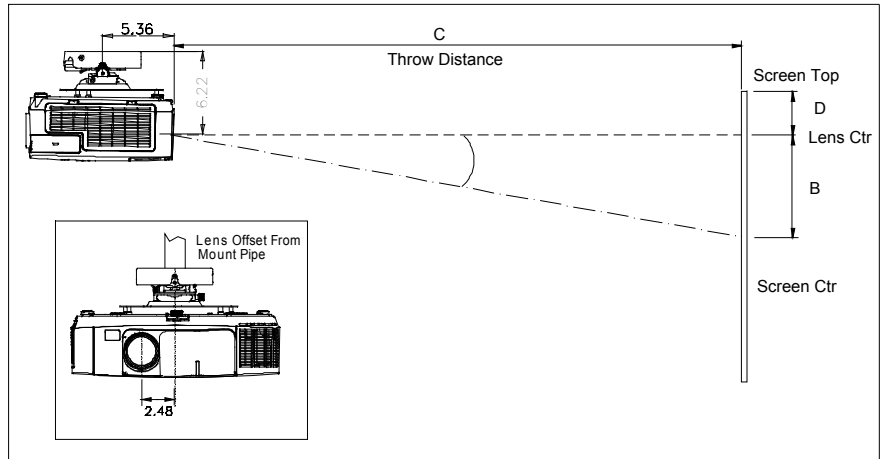 5.36
C
Throw Distance
6.22
Screen Top
D
Lens Ctr
B
Screen Ctr
Lens Offset From
Mount Pipe
2.48